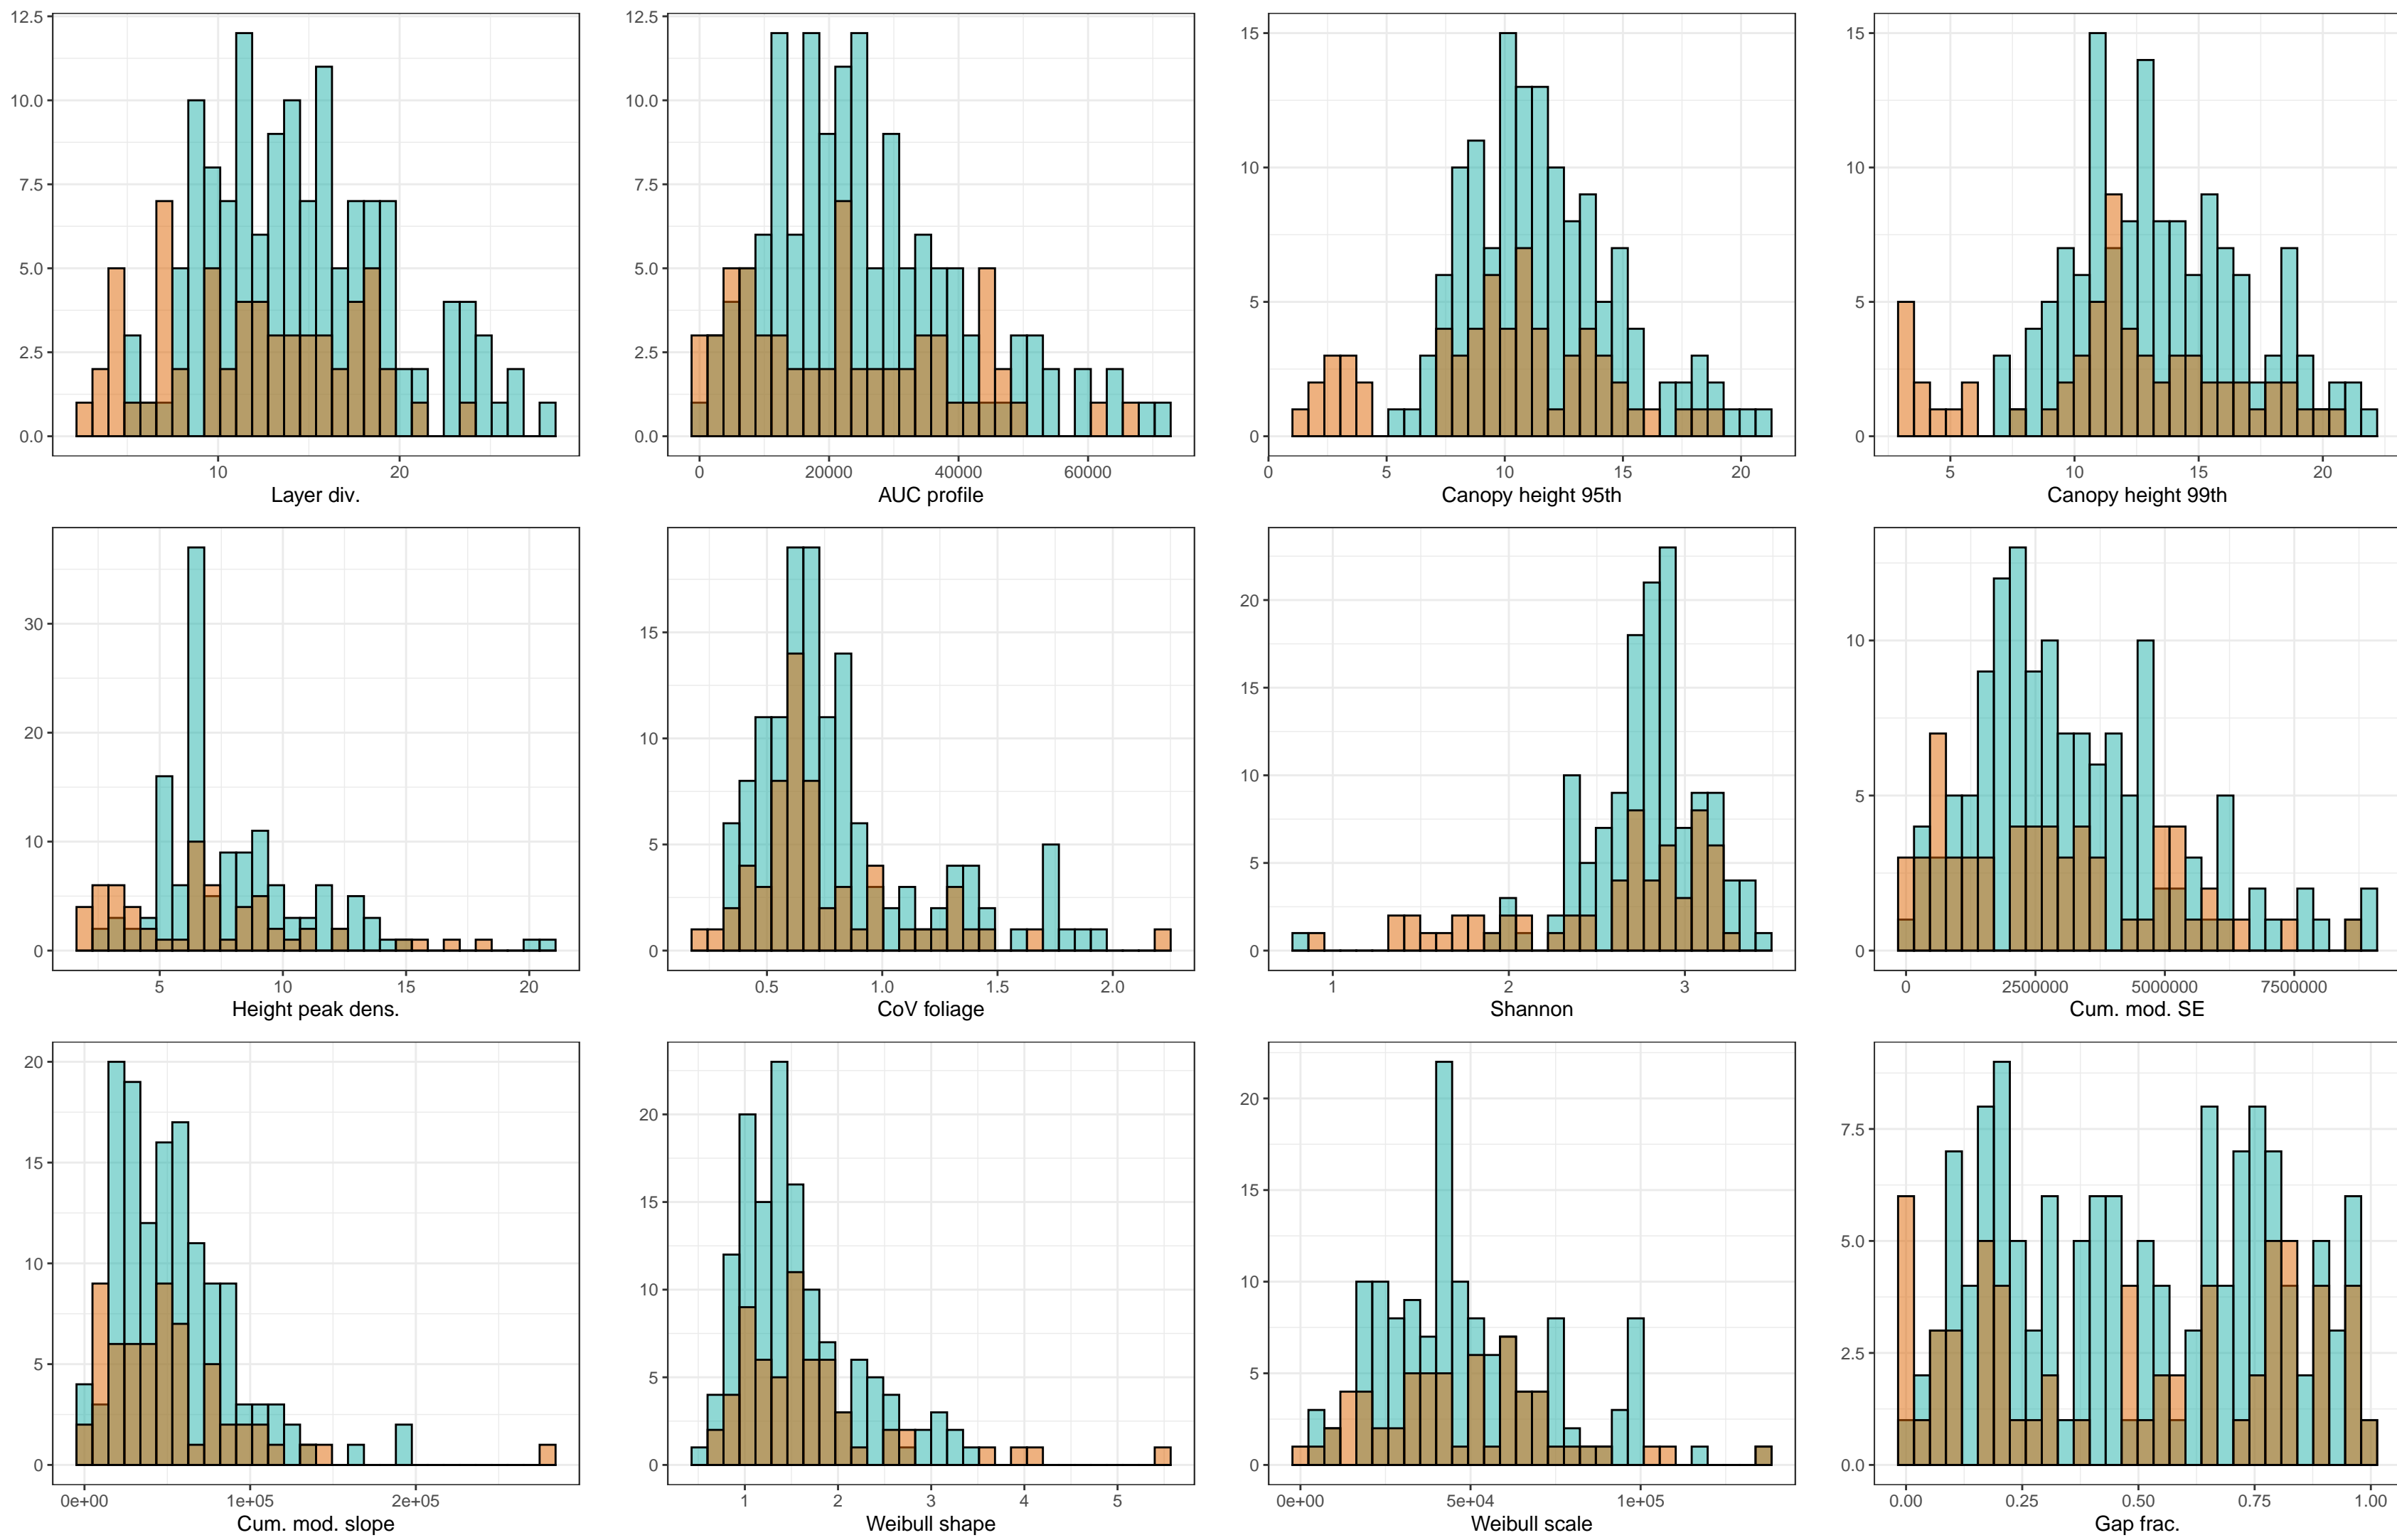 12.5
10.0
7.5
5.0
2.5
0.0
10 20
Layer div.
12.5
10.0
7.5
5.0
2.5
0.0
0 20000 40000 60000
AUC profile
15
10
5
0
0 5 10 15 20
Canopy height 95th
15
10
5
0
5 10 15 20
Canopy height 99th
30
20
10
0
5 10 15 20
Height peak dens.
15
10
5
0
0.5 1.0 1.5 2.0
CoV foliage
20
15
10
5
0
1 2 3
Shannon
10
5
0
0 2500000 5000000 7500000
Cum. mod. SE
20
15
10
5
0
0e+00 1e+05 2e+05
Cum. mod. slope
20
15
10
5
0
1 2 3 4 5
Weibull shape
20
15
10
5
0
0e+00 5e+04 1e+05
Weibull scale
7.5
5.0
2.5
0.0
0.00 0.25 0.50 0.75 1.00
Gap frac.